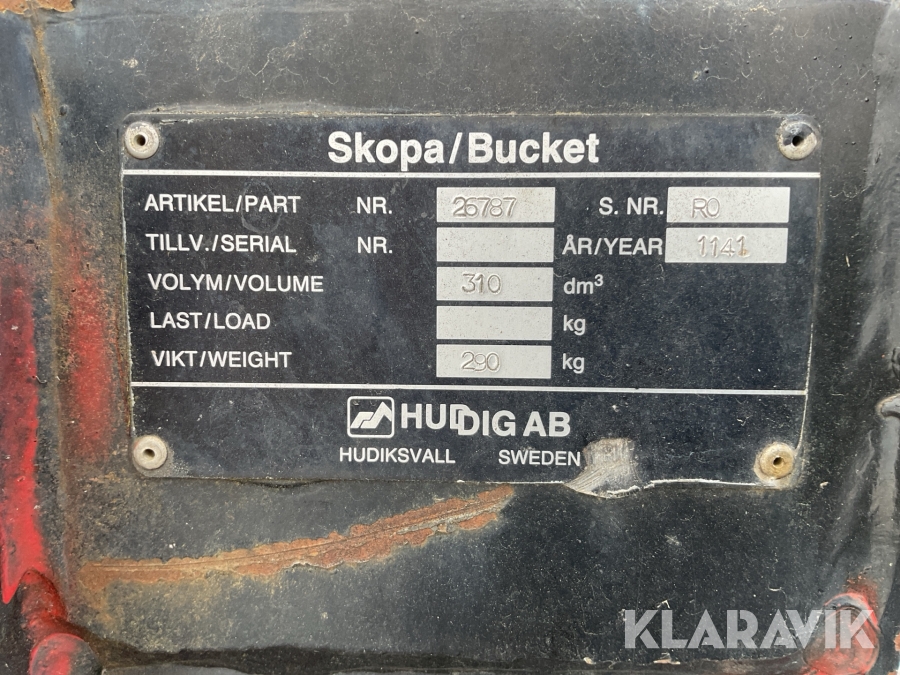 Skopa/Bucket
ARTIKEL/PART NR. 26787 S. NR. RO
TILLV./SERIAL NR. ÅR/YEAR 1141
VOLYM/VOLUME 310 dm³
LAST/LOAD kg
VIKT/WEIGHT 290 kg
HUDDIG AB
HUDIKSVALL SWEDEN
KLARAVIK